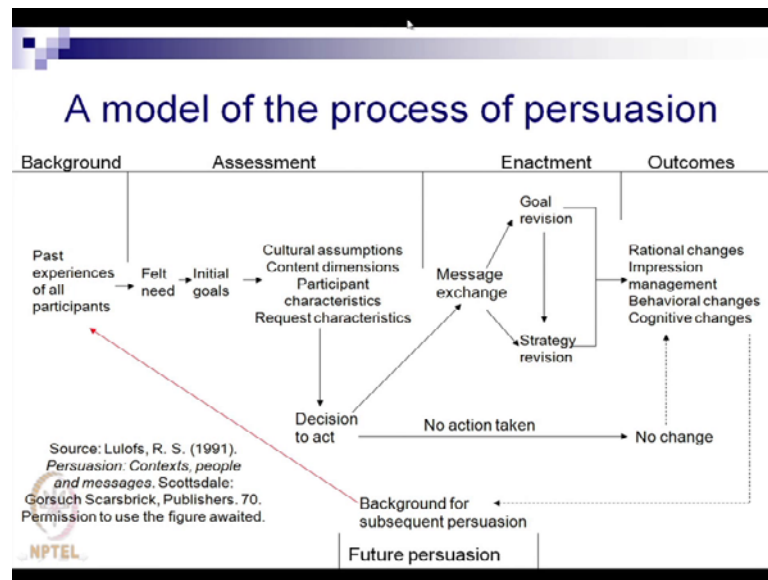 A model of the process of persuasion
Background
Assessment
Enactment
Outcomes
Past
experiences
of all
participants
Felt
need
Initial
goals
Cultural assumptions
Content dimensions
Participant
characteristics
Request characteristics
Message
exchange
Goal
revision
Strategy
revision
Rational changes
Impression
management
Behavioral changes
Cognitive changes
Decision
to act
No action taken
No change
Source: Lulofs, R. S. (1991).
Persuasion: Contexts, people
and messages. Scottsdale:
Gorsuch Scarsbrick, Publishers. 70.
Permission to use the figure awaited.
Background for
subsequent persuasion
NPTEL
Future persuasion